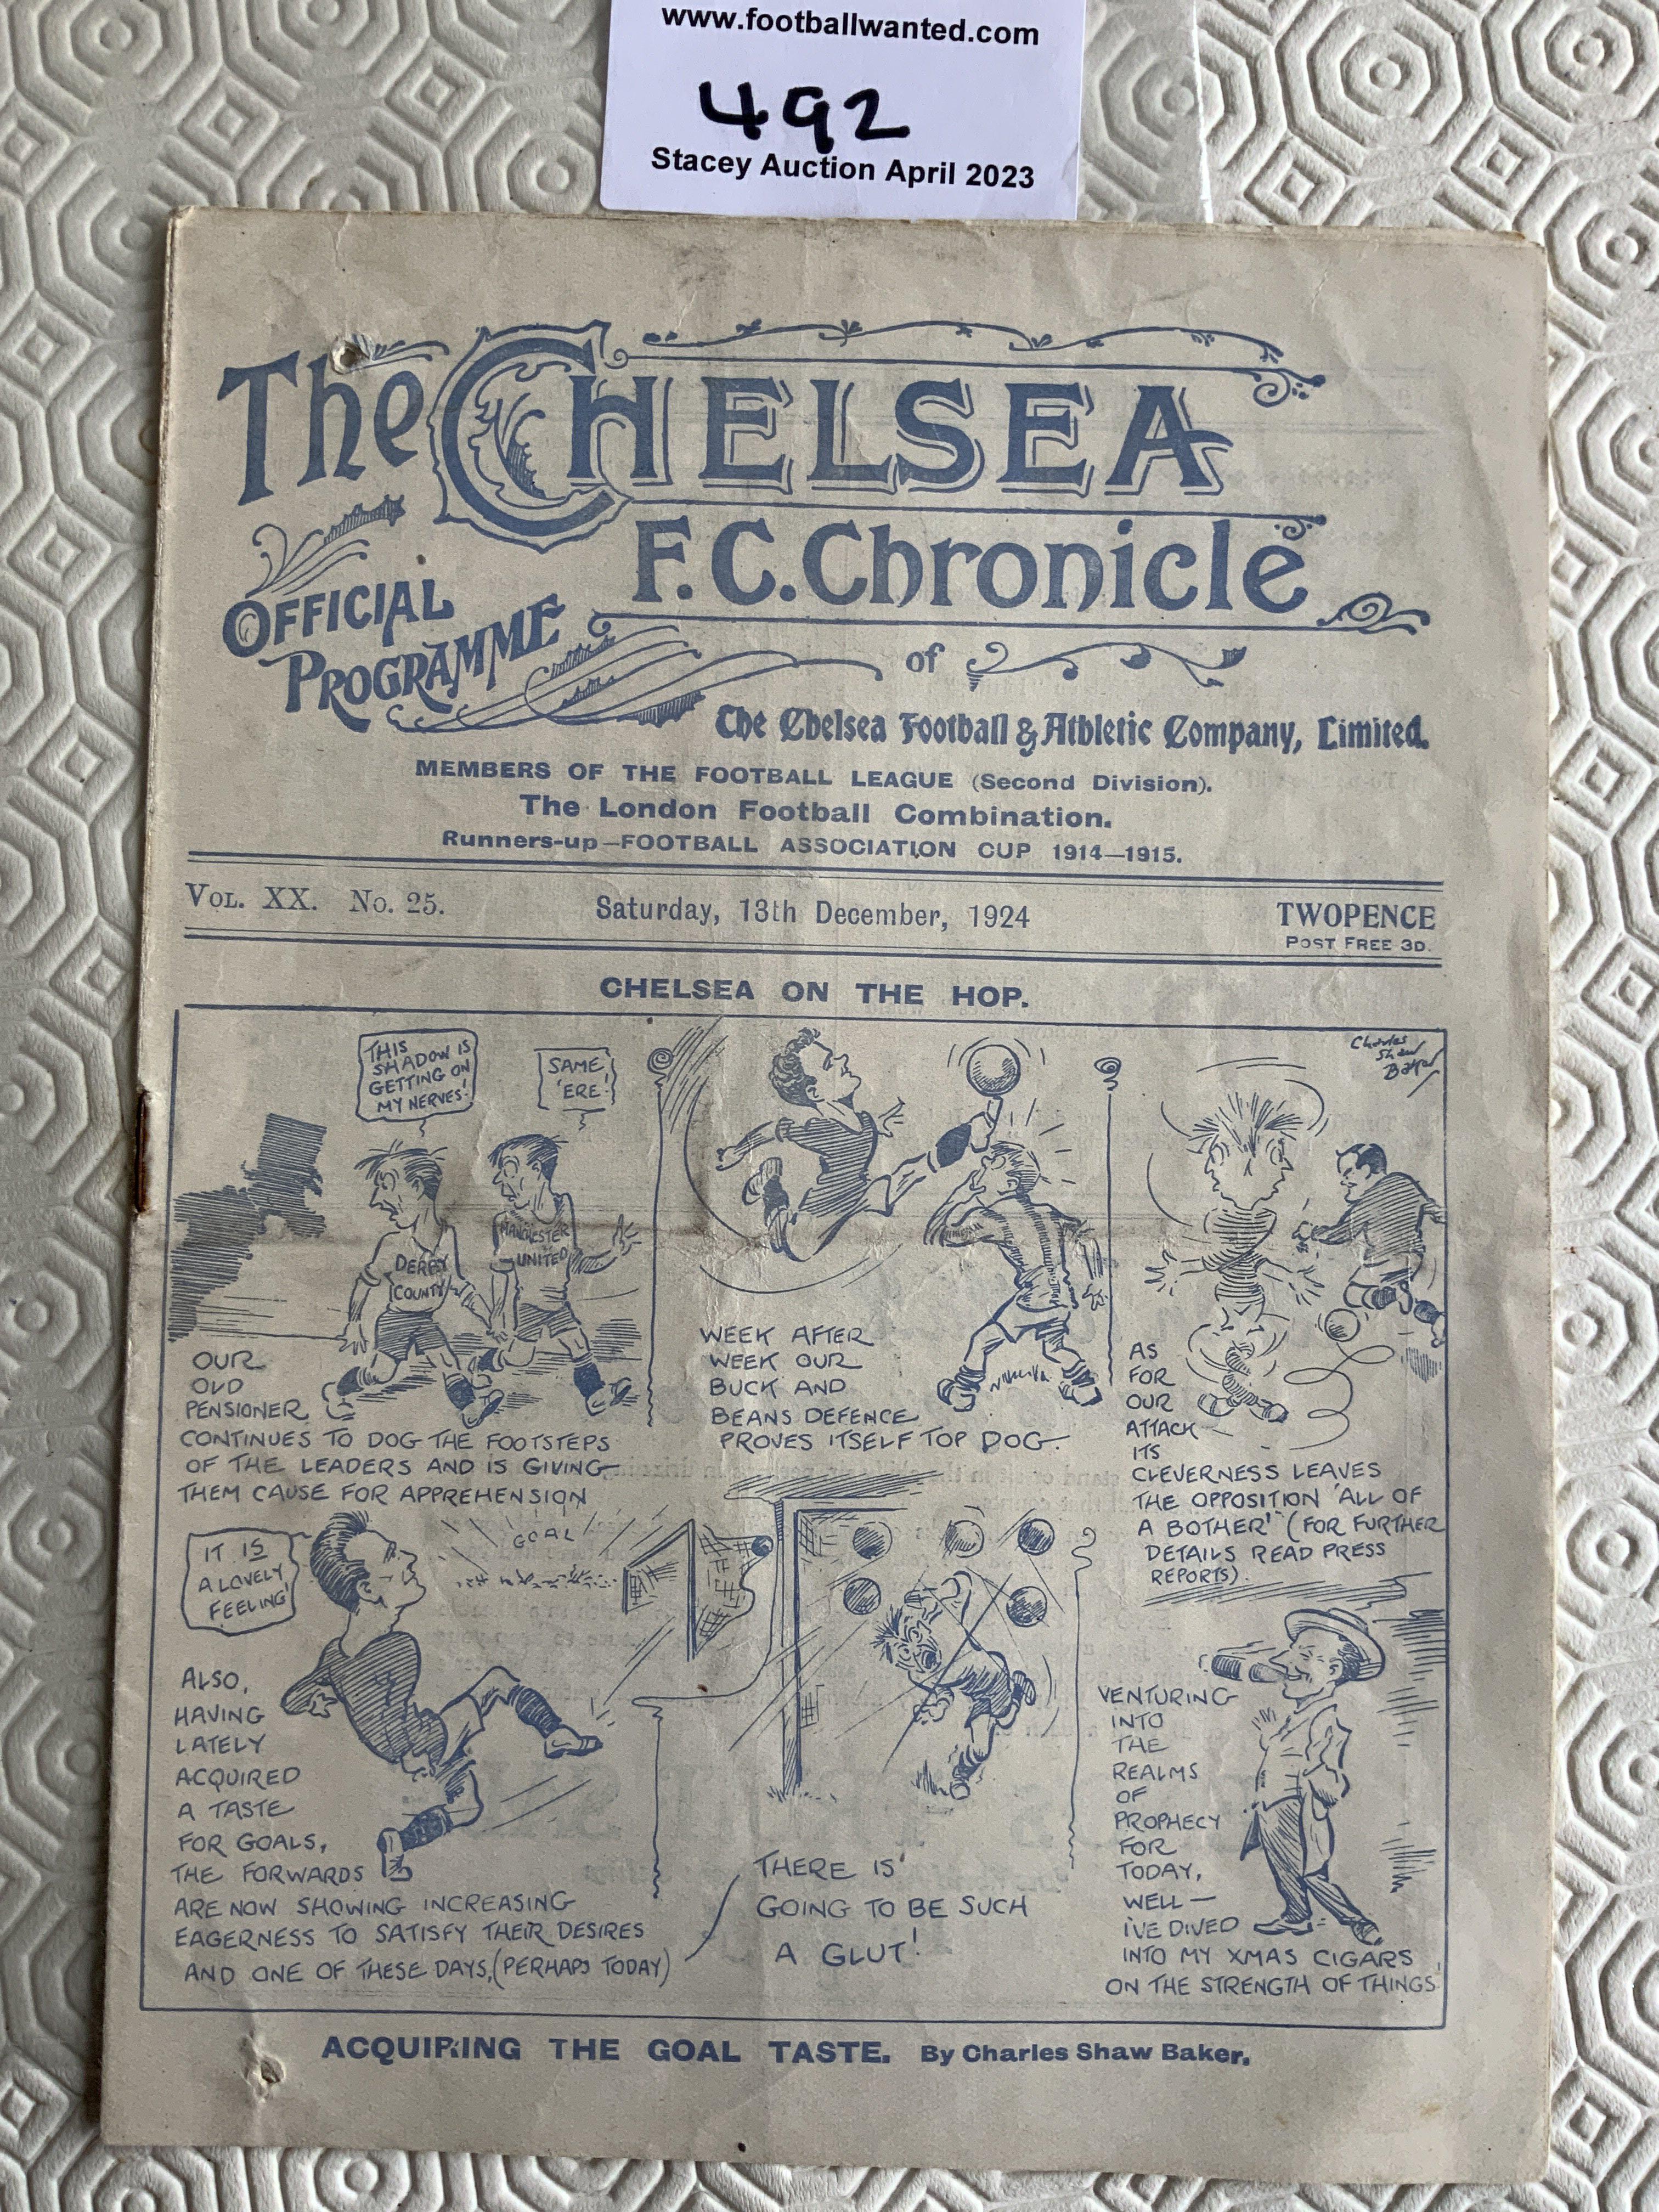 www.footballwanted.com
492
Stacey Auction April 2023
The CHELSEA
F.C. Chronicle
OFFICIAL
PROGRAMME
of
The Chelsea Football & Athletic Company, Limited.
MEMBERS OF THE FOOTBALL LEAGUE (Second Division).
The London Football Combination.
Runners-up—FOOTBALL ASSOCIATION CUP 1914—1915.
VOL. XX. No. 25.
Saturday, 13th December, 1924
TWOPENCE
POST FREE 3D.
CHELSEA ON THE HOP.
THIS
SHADOW IS
GETTING ON
MY NERVES!
SAME
'ERE!
DERBY
COUNTY
MANCHESTER
UNITED
OUR
OLD
PENSIONER
CONTINUES TO DOG THE FOOTSTEPS
OF THE LEADERS AND IS GIVING
THEM CAUSE FOR APPREHENSION
WEEK AFTER
WEEK OUR
BUCK AND
BEANS DEFENCE
PROVES ITSELF TOP DOG.
Charles
Shaw
Baker
AS
FOR
OUR
ATTACK
ITS
CLEVERNESS LEAVES
THE OPPOSITION 'ALL OF
A BOTHER' (FOR FURTHER
DETAILS READ PRESS
REPORTS).
IT IS
A LOVELY
FEELING!
GOAL
ALSO,
HAVING
LATELY
ACQUIRED
A TASTE
FOR GOALS,
THE FORWARDS
ARE NOW SHOWING INCREASING
EAGERNESS TO SATISFY THEIR DESIRES
AND ONE OF THESE DAYS, (PERHAPS TODAY)
THERE IS
GOING TO BE SUCH
A GLUT!
VENTURING
INTO
THE
REALMS
OF
PROPHECY
FOR
TODAY,
WELL—
I'VE DIVED
INTO MY XMAS CIGARS
ON THE STRENGTH OF THINGS!
ACQUIRING THE GOAL TASTE. By Charles Shaw Baker.